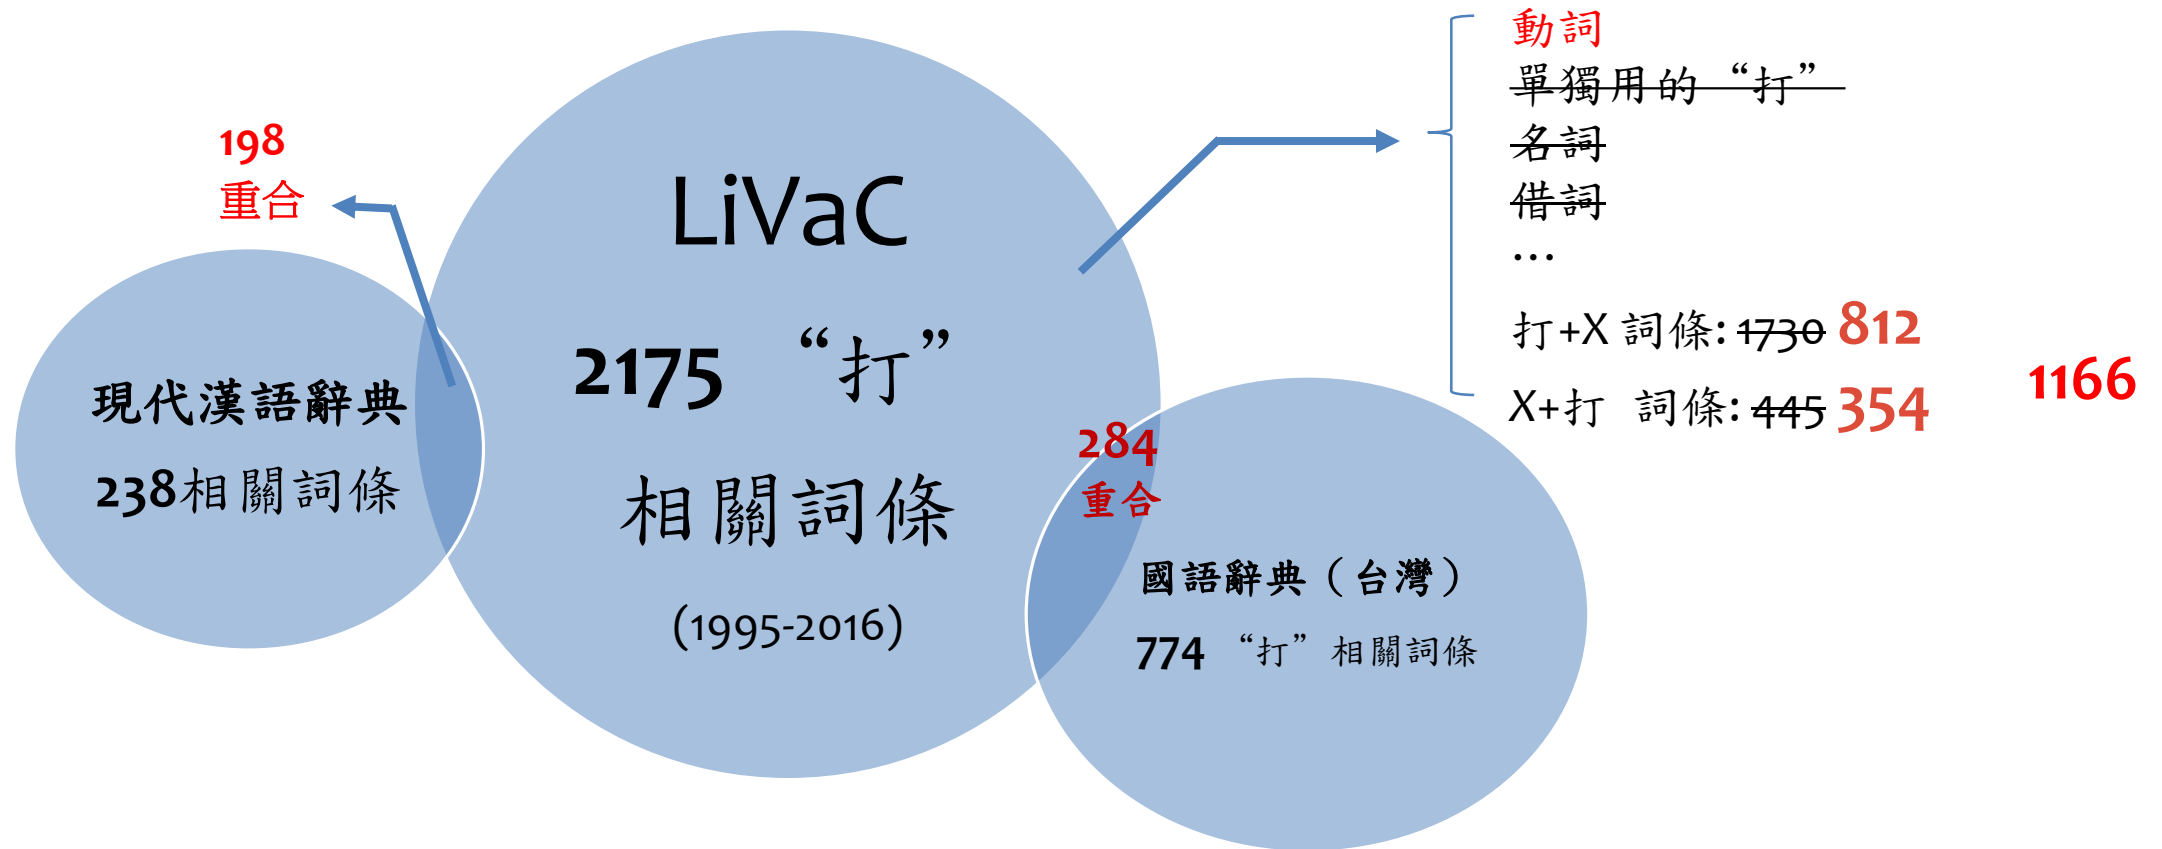 198
重合
現代漢語辭典
238相關詞條
LiVaC
2175 “打”
相關詞條
(1995-2016)
284
重合
國語辭典（台灣）
774 “打” 相關詞條
動詞
單獨用的“打”
名詞
借詞
…
打+X 詞條: 1730 812
X+打 詞條: 445 354
1166